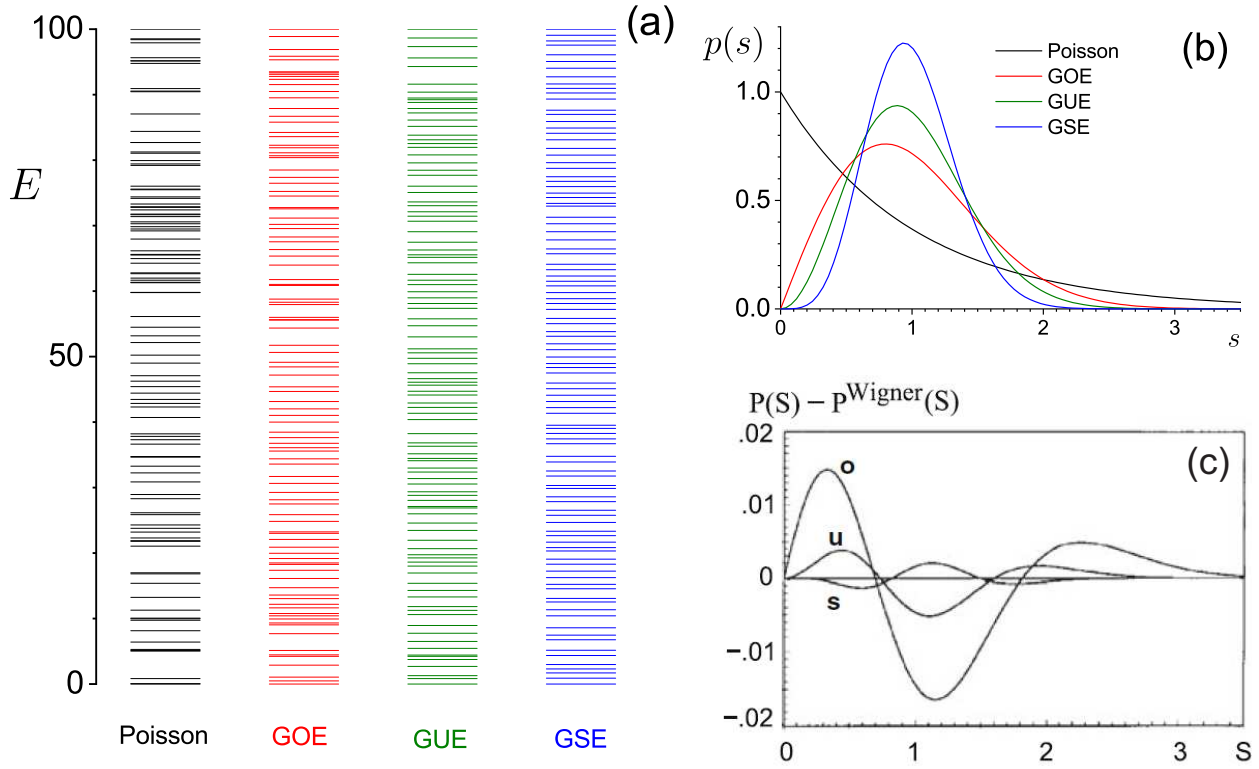 (a)
100
50
0
E
Poisson GOE GUE GSE
(b)
p(s)
1.0
0.5
0.0
0 1 2 3 s
Poisson
GOE
GUE
GSE
P(S) – P^Wigner(S)
(c)
.02
.01
0
–.01
–.02
o
u
s
0 1 2 3 S